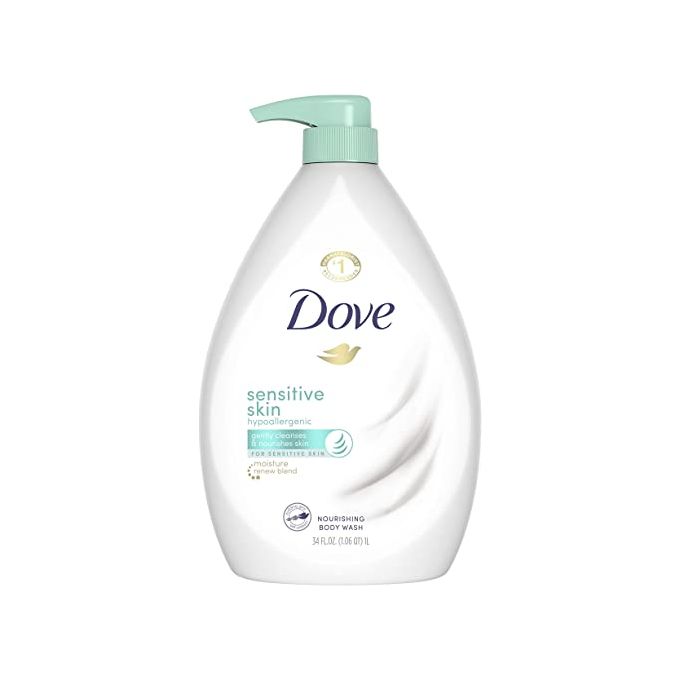 #1
Dove
sensitive
skin
hypoallergenic
gently cleanses
& nourishes skin
FOR SENSITIVE SKIN
moisture
renew blend
NOURISHING
BODY WASH
34 FL.OZ. (1.06 QT) 1L